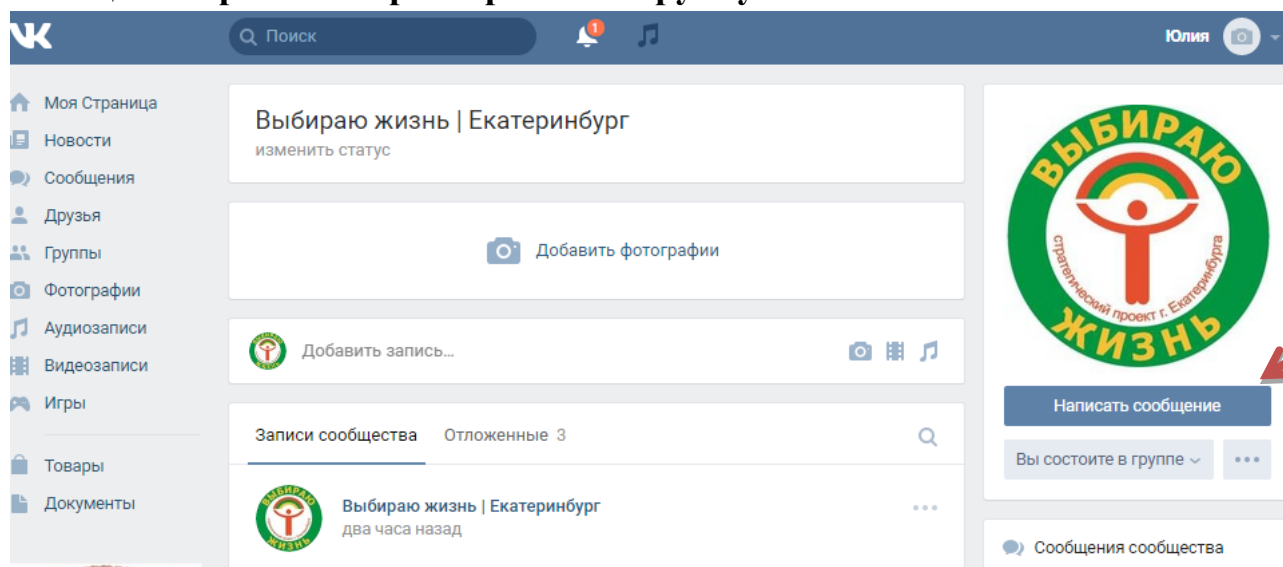 Поиск
1
Юлия
Моя Страница
Новости
Сообщения
Друзья
Группы
Фотографии
Аудиозаписи
Видеозаписи
Игры
Товары
Документы
Выбираю жизнь | Екатеринбург
изменить статус
Добавить фотографии
Добавить запись...
Записи сообщества Отложенные 3
Выбираю жизнь | Екатеринбург
два часа назад
ВЫБИРАЮ
стратегический проект г. Екатеринбурга
ЖИЗНЬ
Написать сообщение
Вы состоите в группе
Сообщения сообщества